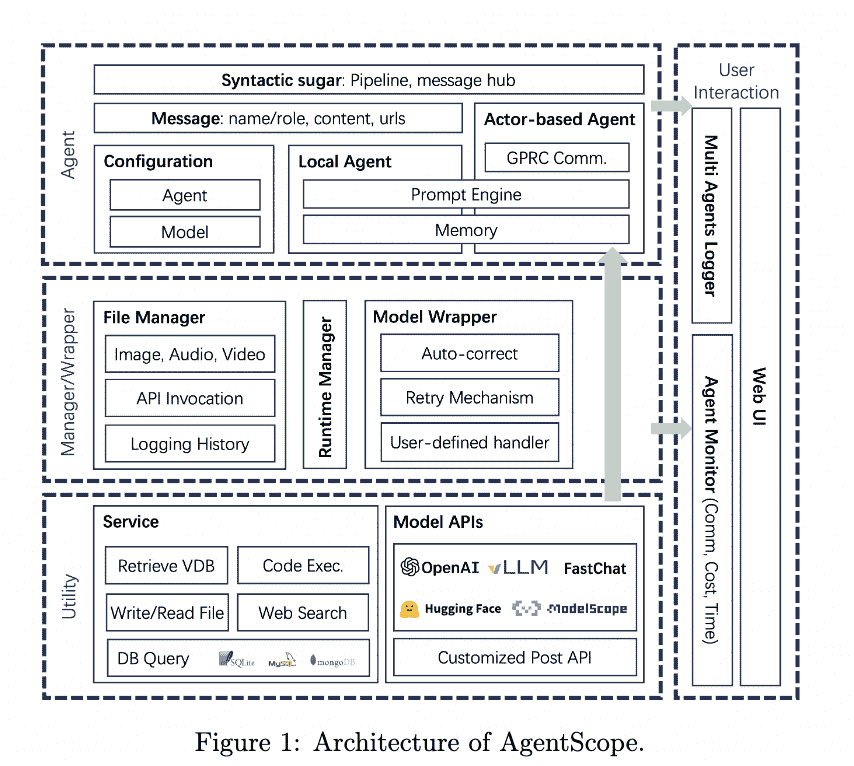 Agent
Syntactic sugar: Pipeline, message hub
Message: name/role, content, urls
Configuration
Agent
Model
Local Agent
Actor-based Agent
GPRC Comm.
Prompt Engine
Memory
Manager/Wrapper
File Manager
Image, Audio, Video
API Invocation
Logging History
Runtime Manager
Model Wrapper
Auto-correct
Retry Mechanism
User-defined handler
Utility
Service
Retrieve VDB
Code Exec.
Write/Read File
Web Search
DB Query
SQLite
MySQL
mongoDB
Model APIs
OpenAI
vLLM
FastChat
Hugging Face
ModelScope
Customized Post API
User
Interaction
Multi Agents Logger
Agent Monitor (Comm, Cost, Time)
Web UI
Figure 1: Architecture of AgentScope.